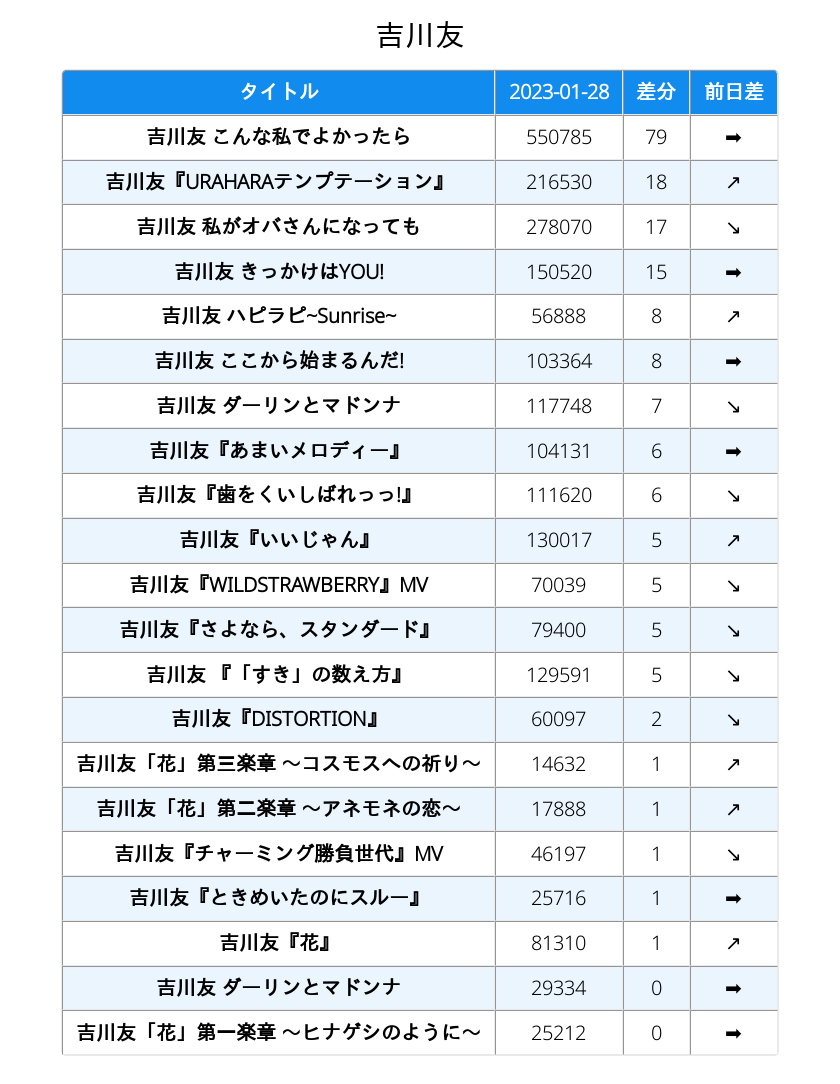 吉川友
タイトル 2023-01-28 差分 前日差
吉川友 こんな私でよかったら 550785 79 ➡
吉川友『URAHARAテンプテーション』 216530 18 ↗
吉川友 私がオバさんになっても 278070 17 ↘
吉川友 きっかけはYOU! 150520 15 ➡
吉川友 ハピラピ~Sunrise~ 56888 8 ↗
吉川友 ここから始まるんだ! 103364 8 ➡
吉川友 ダーリンとマドンナ 117748 7 ↘
吉川友『あまいメロディー』 104131 6 ➡
吉川友『歯をくいしばれっっ!』 111620 6 ↘
吉川友『いいじゃん』 130017 5 ↗
吉川友『WILDSTRAWBERRY』MV 70039 5 ↘
吉川友『さよなら、スタンダード』 79400 5 ↘
吉川友 『「すき」の数え方』 129591 5 ↘
吉川友『DISTORTION』 60097 2 ↘
吉川友「花」第三楽章 〜コスモスへの祈り〜 14632 1 ↗
吉川友「花」第二楽章 〜アネモネの恋〜 17888 1 ↗
吉川友『チャーミング勝負世代』MV 46197 1 ↘
吉川友『ときめいたのにスルー』 25716 1 ➡
吉川友『花』 81310 1 ↗
吉川友 ダーリンとマドンナ 29334 0 ➡
吉川友「花」第一楽章 〜ヒナゲシのように〜 25212 0 ➡